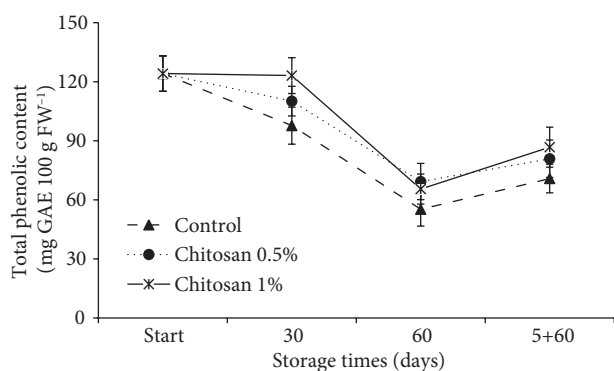 Total phenolic content
(mg GAE 100 g FW⁻¹)
150
120
90
60
30
0
Control
Chitosan 0.5%
Chitosan 1%
Start 30 60 5+60
Storage times (days)